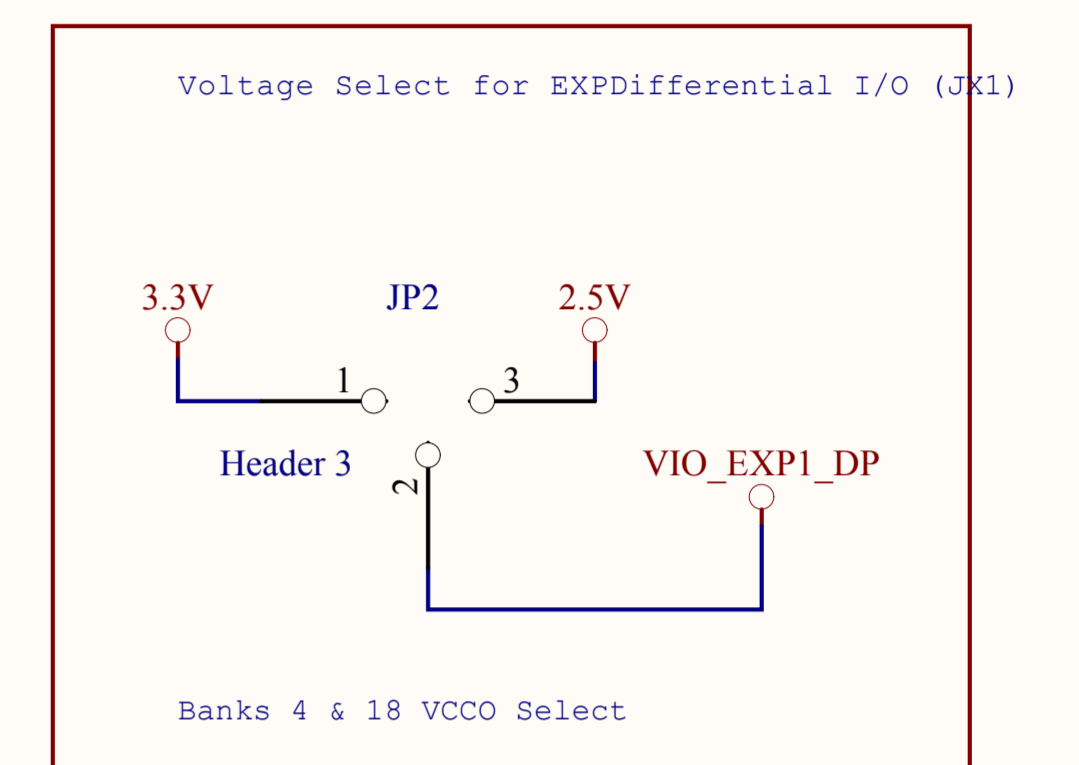 Voltage Select for EXPDifferential I/O (JX1)
3.3V JP2 2.5V
1 3
Header 3 2 VIO_EXP1_DP
Banks 4 & 18 VCCO Select